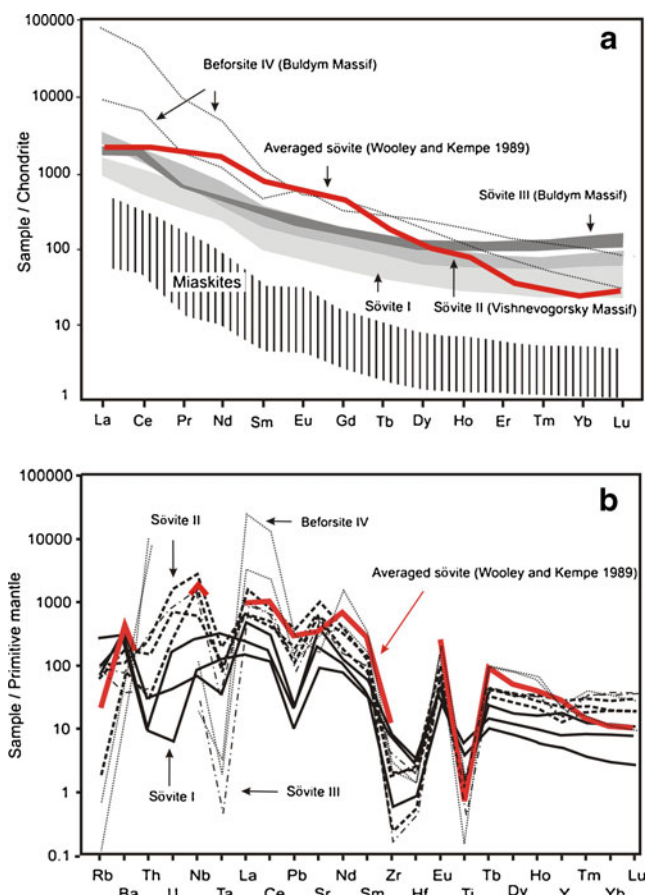 a
100000
10000
1000
100
10
1
Sample / Chondrite
Beforsite IV (Buldym Massif)
Averaged sövite (Wooley and Kempe 1989)
Sövite III (Buldym Massif)
Miaskites
Sövite I
Sövite II (Vishnevogorsky Massif)
La Ce Pr Nd Sm Eu Gd Tb Dy Ho Er Tm Yb Lu
b
100000
10000
1000
100
10
1
0.1
Sample / Primitive mantle
Sövite II
Beforsite IV
Averaged sövite (Wooley and Kempe 1989)
Sövite I
Sövite III
Rb Th Nb La Pb Nd Zr Eu Tb Ho Tm Lu
Ba U Ta Ce Sr Sm Hf Ti Dy Y Yb